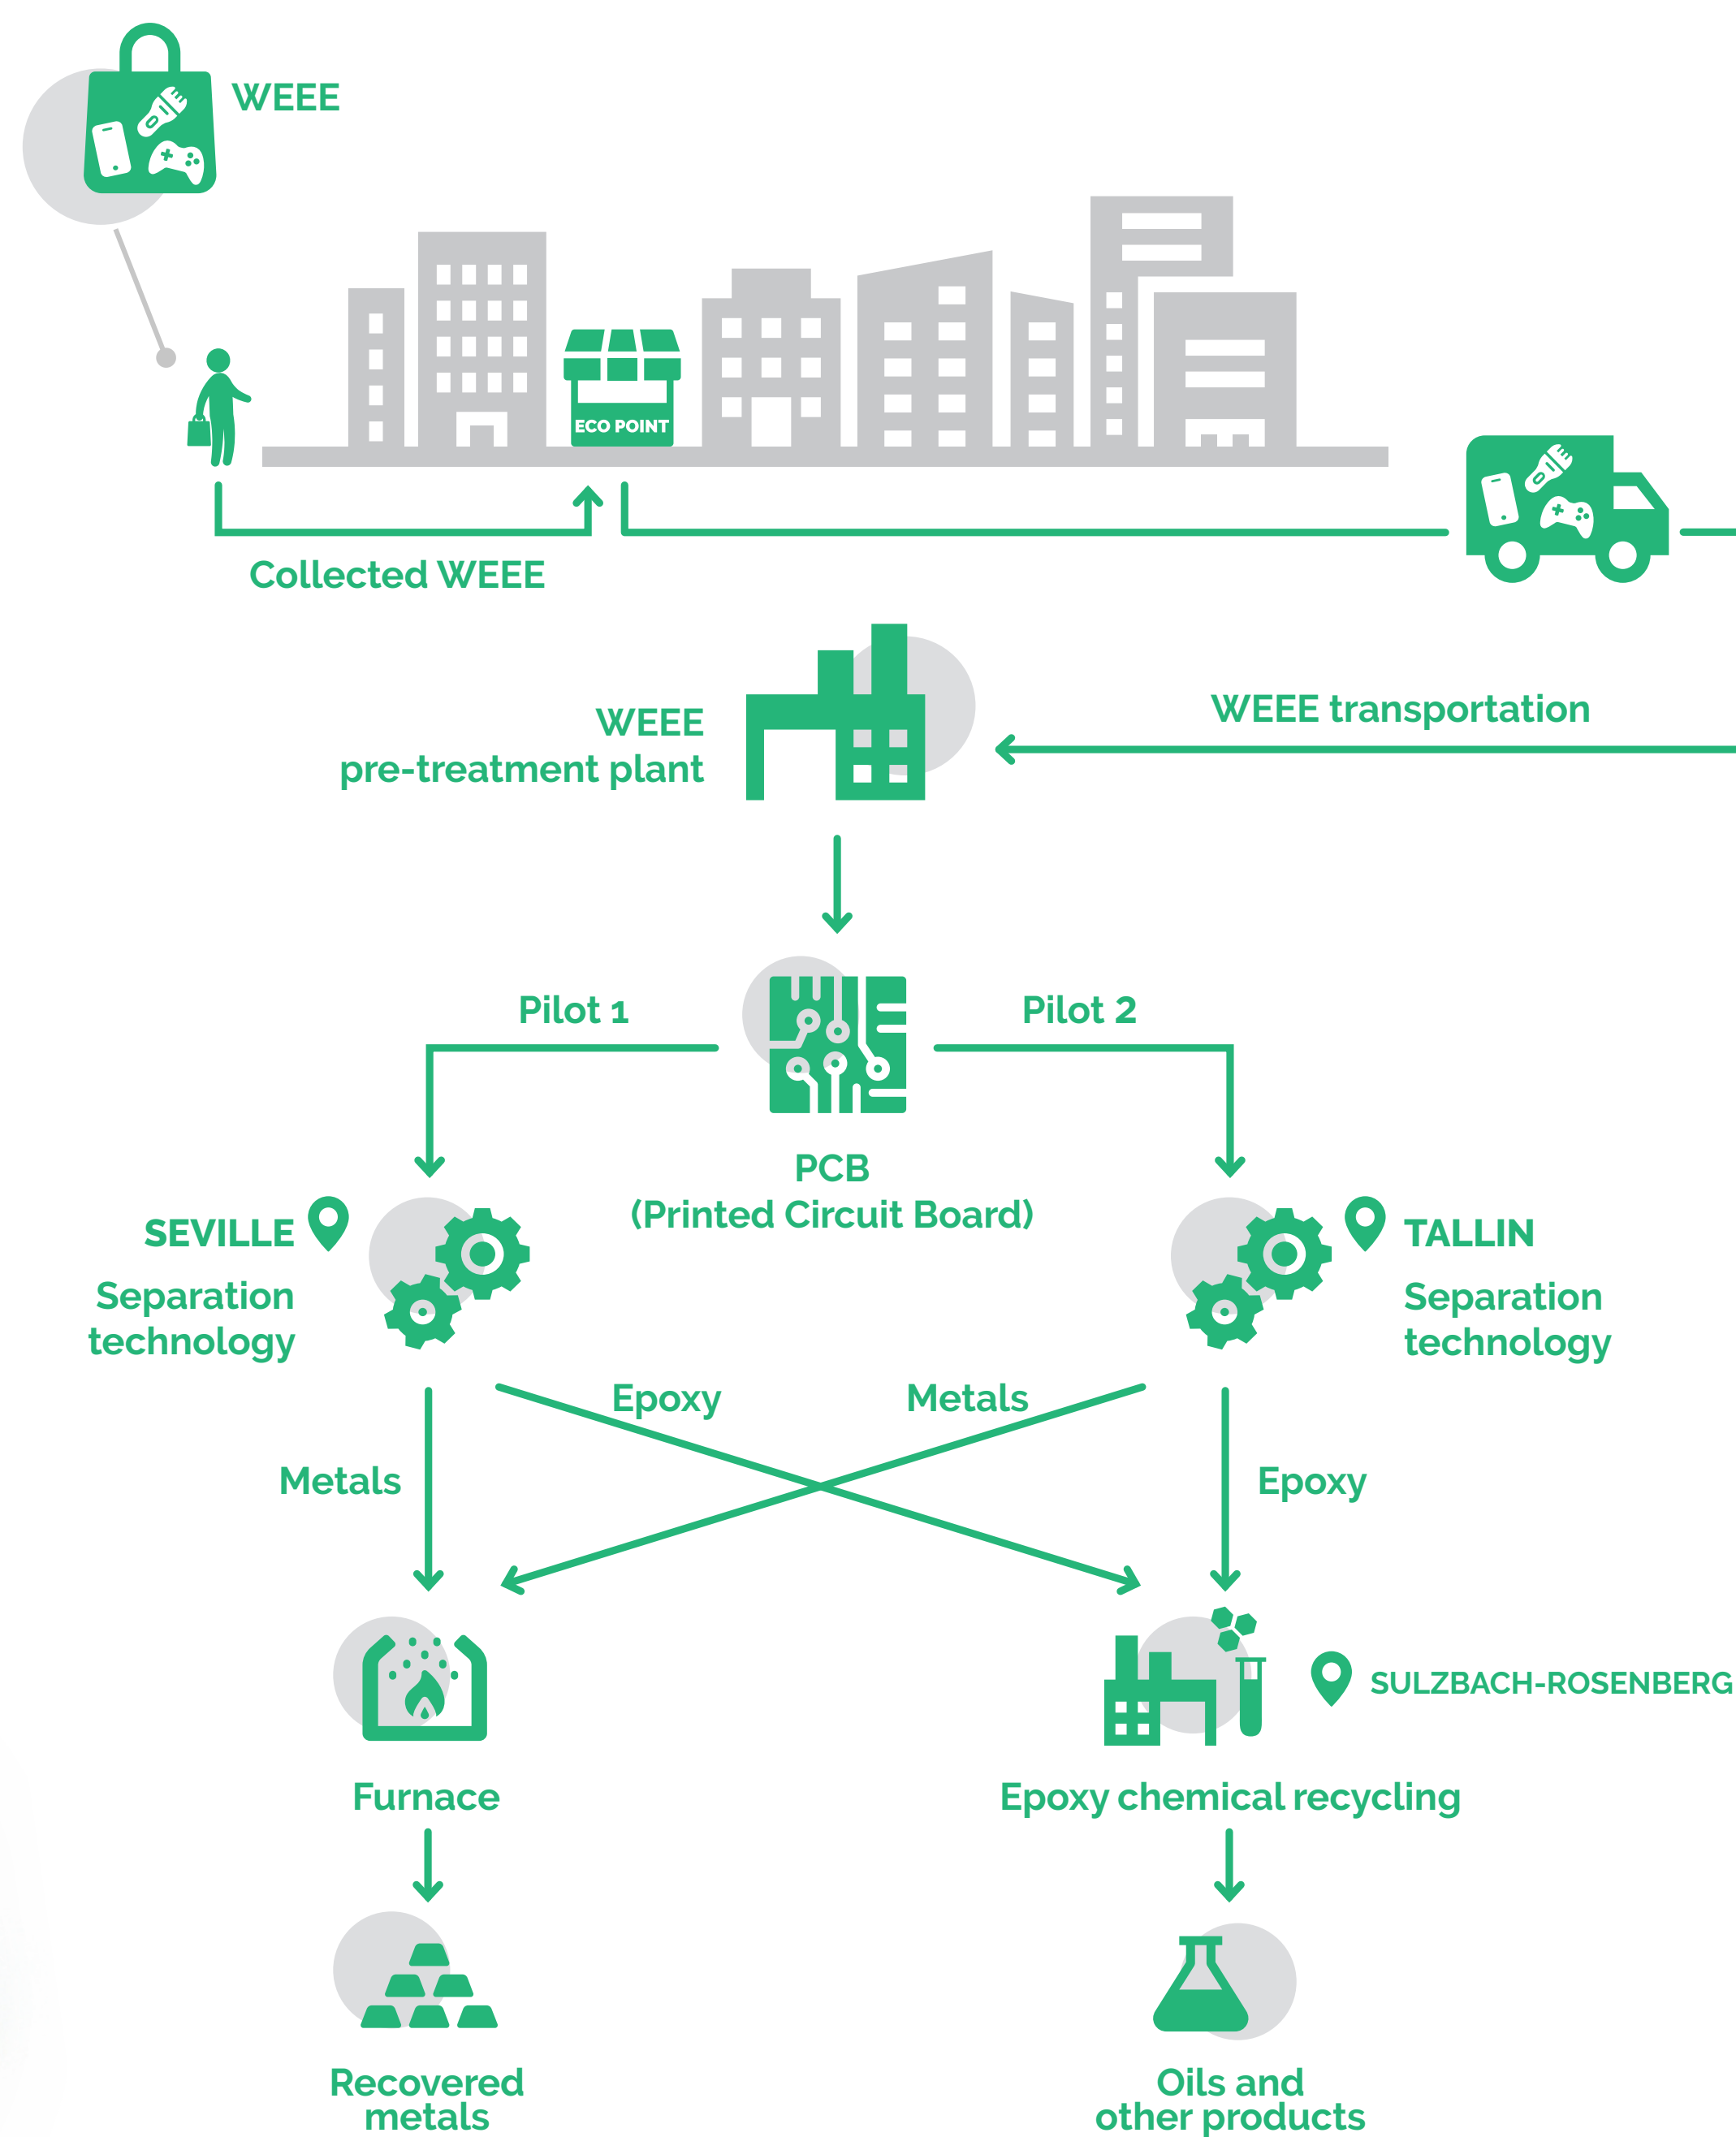 WEEE
ECO POINT
Collected WEEE
WEEE transportation
WEEE
pre-treatment plant
Pilot 1
Pilot 2
PCB
(Printed Circuit Board)
SEVILLE
Separation
technology
TALLIN
Separation
technology
Epoxy
Metals
Metals
Epoxy
SULZBACH-ROSENBERG
Furnace
Epoxy chemical recycling
Recovered
metals
Oils and
other products